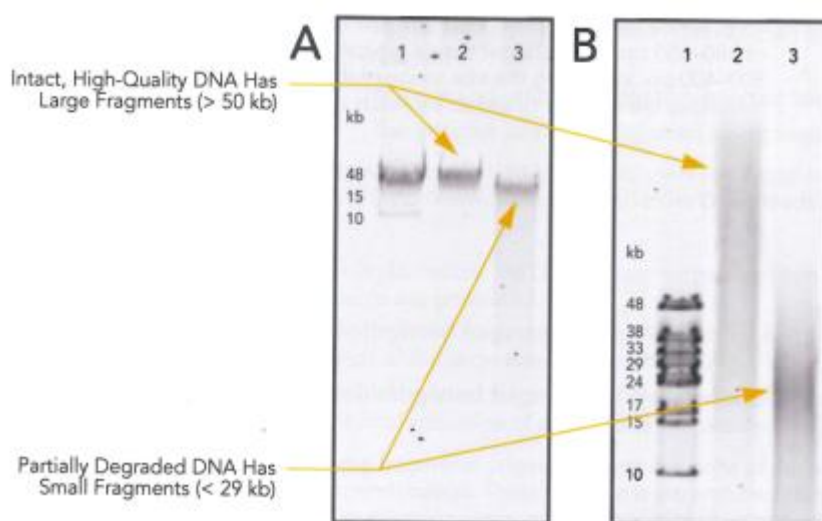 A
B
1 2 3
1 2 3
Intact, High-Quality DNA Has
Large Fragments (> 50 kb)
kb
48
15
10
kb
48
38
33
29
24
17
15
10
Partially Degraded DNA Has
Small Fragments (< 29 kb)